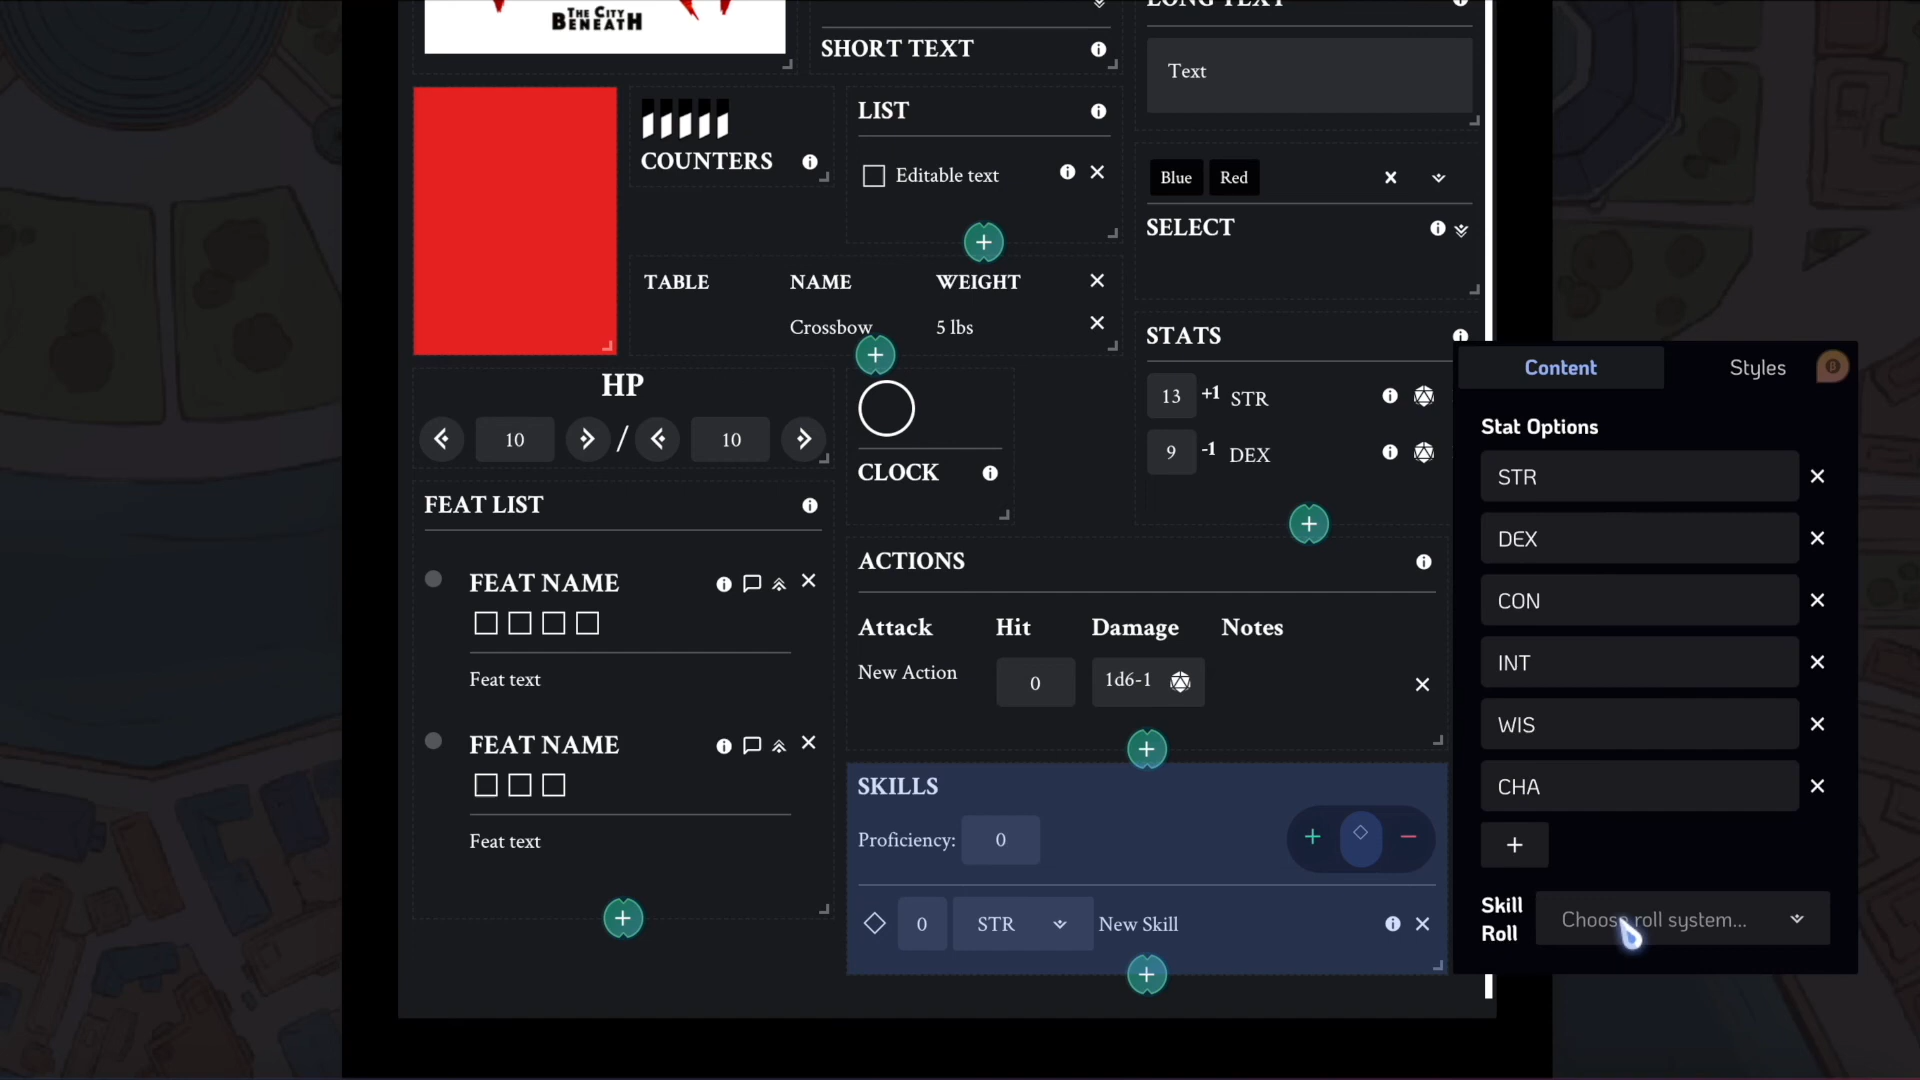 THE CITY
BENEATH
SHORT TEXT
LONG TEXT
Text
COUNTERS
LIST
Editable text
Blue
Red
SELECT
TABLE
NAME
WEIGHT
Crossbow
5 lbs
STATS
13
+1
STR
9
-1
DEX
HP
10
/
10
CLOCK
FEAT LIST
FEAT NAME
Feat text
FEAT NAME
Feat text
ACTIONS
Attack
Hit
Damage
Notes
New Action
0
1d6-1
SKILLS
Proficiency:
0
0
STR
New Skill
Content
Styles
Stat Options
STR
DEX
CON
INT
WIS
CHA
Skill
Roll
Choose roll system...